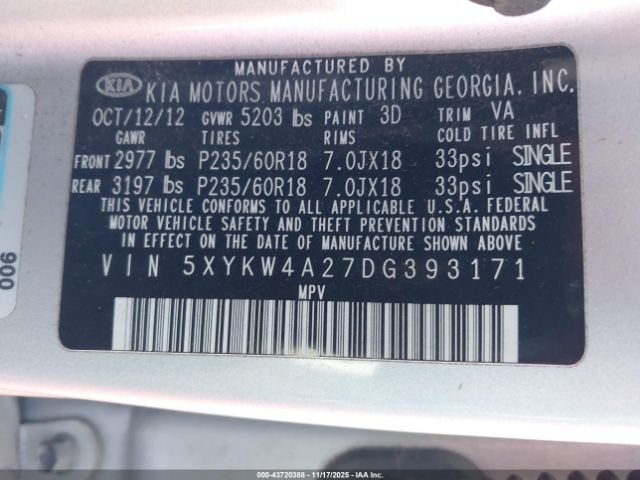 MANUFACTURED BY
KIA KIA MOTORS MANUFACTURING GEORGIA, INC.
OCT/12/12 GVWR 5203 lbs PAINT 3D TRIM VA
GAWR TIRES RIMS COLD TIRE INFL
FRONT 2977 lbs P235/60R18 7.0JX18 33psi SINGLE
REAR 3197 lbs P235/60R18 7.0JX18 33psi SINGLE
THIS VEHICLE CONFORMS TO ALL APPLICABLE U.S.A. FEDERAL
MOTOR VEHICLE SAFETY AND THEFT PREVENTION STANDARDS
IN EFFECT ON THE DATE OF MANUFACTURE SHOWN ABOVE.
VIN 5XYKW4A27DG393171
MPV
006
000-43720388 - 11/17/2025 - IAAI.COM